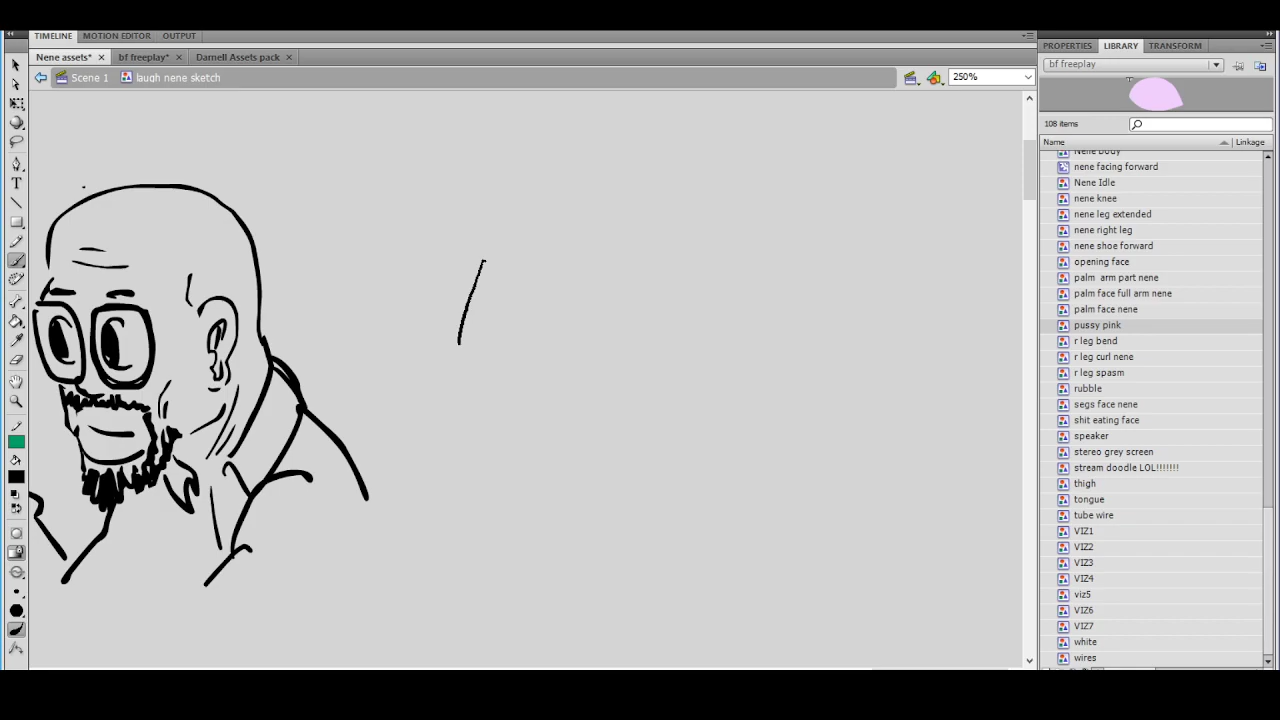 TIMELINE MOTION EDITOR OUTPUT
Nene assets* bf freeplay* Darnell Assets pack
Scene 1 laugh nene sketch 250%
PROPERTIES LIBRARY TRANSFORM
bf freeplay
108 items
Name Linkage
Nene Body
nene facing forward
Nene Idle
nene knee
nene leg extended
nene right leg
nene shoe forward
opening face
palm arm part nene
palm face full arm nene
palm face nene
pussy pink
r leg bend
r leg curl nene
r leg spasm
rubble
segs face nene
shit eating face
speaker
stereo grey screen
stream doodle LOL!!!!!!!
thigh
tongue
tube wire
VIZ1
VIZ2
VIZ3
VIZ4
viz5
VIZ6
VIZ7
white
wires